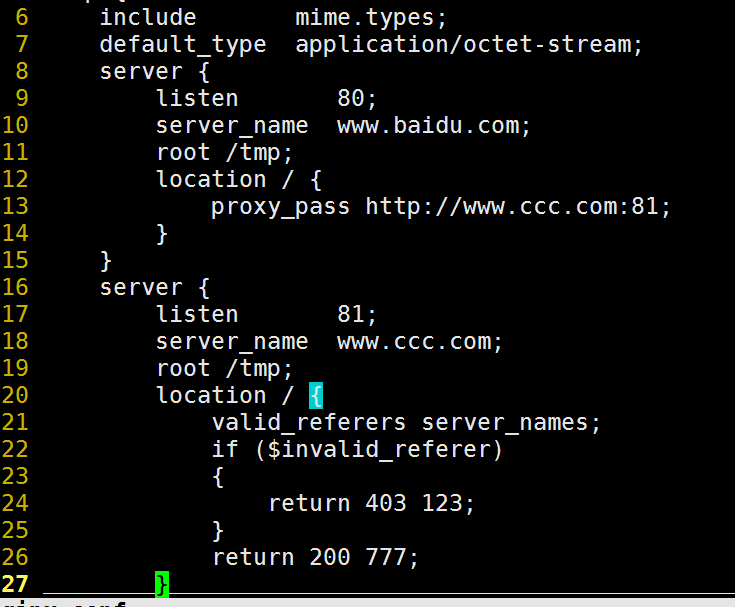 6 include mime.types;
7 default_type application/octet-stream;
8 server {
9 listen 80;
10 server_name www.baidu.com;
11 root /tmp;
12 location / {
13 proxy_pass http://www.ccc.com:81;
14 }
15 }
16 server {
17 listen 81;
18 server_name www.ccc.com;
19 root /tmp;
20 location / {
21 valid_referers server_names;
22 if ($invalid_referer)
23 {
24 return 403 123;
25 }
26 return 200 777;
27 }